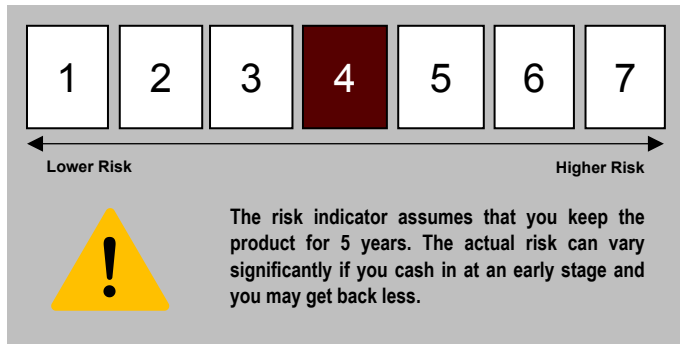 1 2 3 4 5 6 7
Lower Risk Higher Risk
The risk indicator assumes that you keep the
product for 5 years. The actual risk can vary
significantly if you cash in at an early stage and
you may get back less.